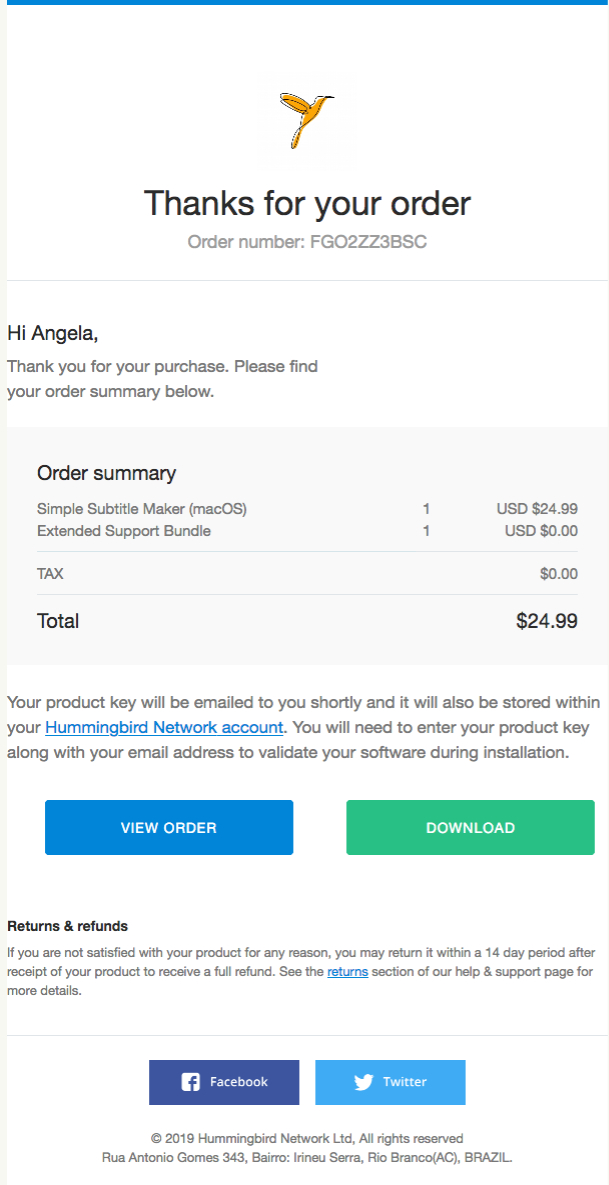 Thanks for your order
Order number: FGO2ZZ3BSC
Hi Angela,
Thank you for your purchase. Please find
your order summary below.
Order summary
Simple Subtitle Maker (macOS) 1 USD $24.99
Extended Support Bundle 1 USD $0.00
TAX $0.00
Total $24.99
Your product key will be emailed to you shortly and it will also be stored within
your Hummingbird Network account. You will need to enter your product key
along with your email address to validate your software during installation.
VIEW ORDER DOWNLOAD
Returns & refunds
If you are not satisfied with your product for any reason, you may return it within a 14 day period after
receipt of your product to receive a full refund. See the returns section of our help & support page for
more details.
Facebook Twitter
© 2019 Hummingbird Network Ltd, All rights reserved
Rua Antonio Gomes 343, Bairro: Irineu Serra, Rio Branco(AC), BRAZIL.